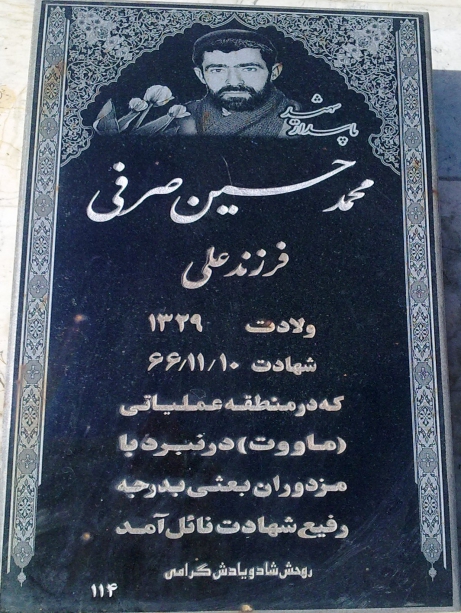 شهید
پاسدار
محمد حسین صرفی
فرزند علی
ولادت ۱۳۲۹
شهادت ۶۶/۱۱/۱۰
که در منطقه عملیاتی
(ماووت) در نبرد با
مزدوران بعثی بدرجه
رفیع شهادت نائل آمد
روحش شاد و یادش گرامی
۱۱۴